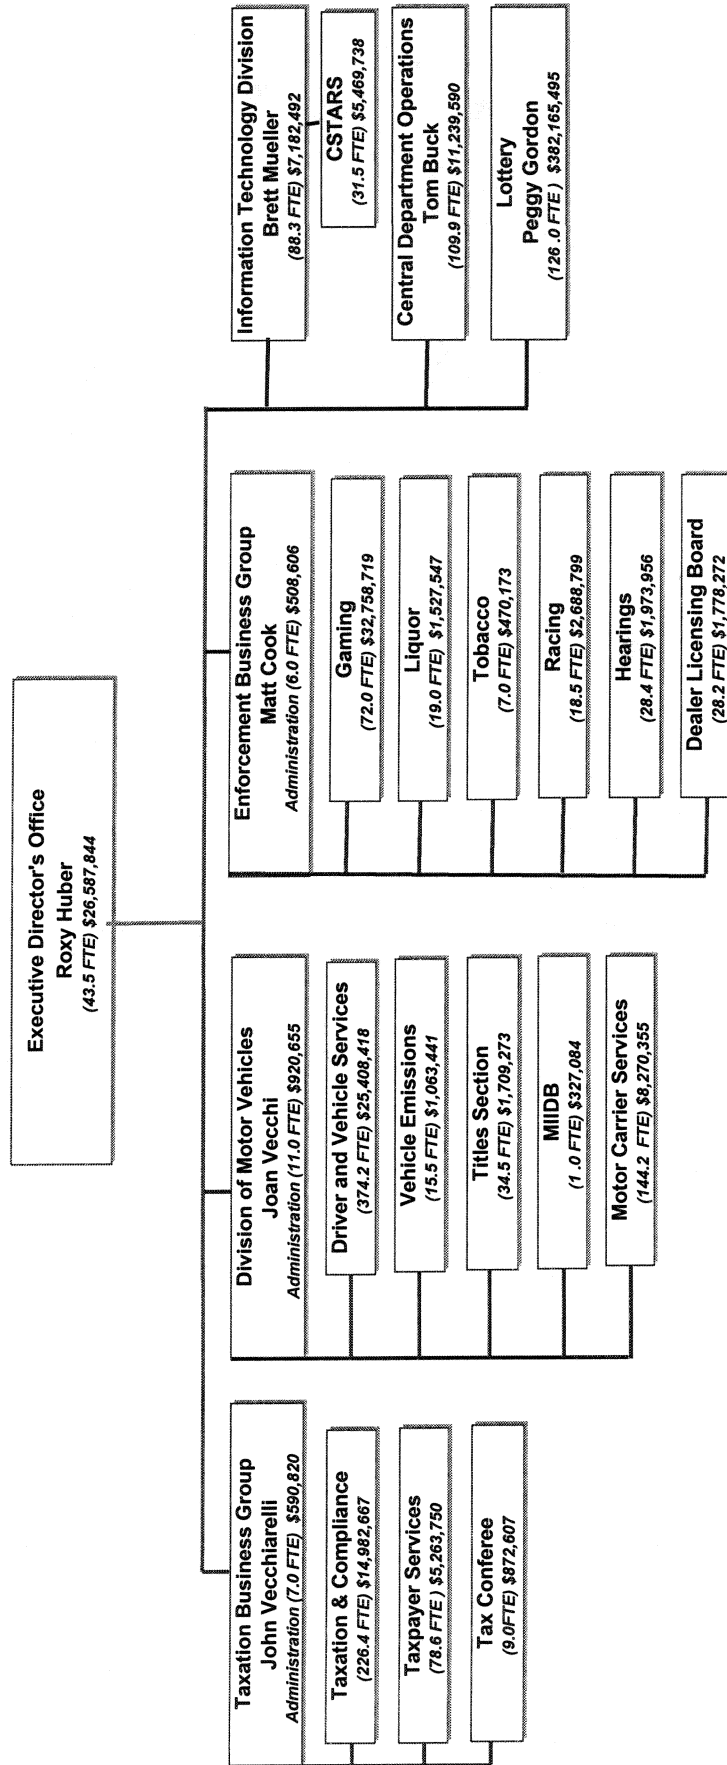 Executive Director's Office
Roxy Huber
(43.5 FTE) $26,587,844
Taxation Business Group
John Vecchiarelli
Administration (7.0 FTE) $590,820
Taxation & Compliance
(226.4 FTE) $14,982,667
Taxpayer Services
(78.6 FTE ) $5,263,750
Tax Conferee
(9.0FTE) $872,607
Division of Motor Vehicles
Joan Vecchi
Administration (11.0 FTE) $920,655
Driver and Vehicle Services
(374.2 FTE) $25,408,418
Vehicle Emissions
(15.5 FTE) $1,063,441
Titles Section
(34.5 FTE) $1,709,273
MIIDB
(1 .0 FTE) $327,084
Motor Carrier Services
(144.2 FTE) $8,270,355
Enforcement Business Group
Matt Cook
Administration (6.0 FTE) $508,606
Gaming
(72.0 FTE) $32,758,719
Liquor
(19.0 FTE) $1,527,547
Tobacco
(7.0 FTE) $470,173
Racing
(18.5 FTE) $2,688,799
Hearings
(28.4 FTE) $1,973,956
Dealer Licensing Board
(28.2 FTE) $1,778,272
Information Technology Division
Brett Mueller
(88.3 FTE) $7,182,492
CSTARS
(31.5 FTE) $5,469,738
Central Department Operations
Tom Buck
(109.9 FTE) $11,239,590
Lottery
Peggy Gordon
(126 .0 FTE ) $382,165,495